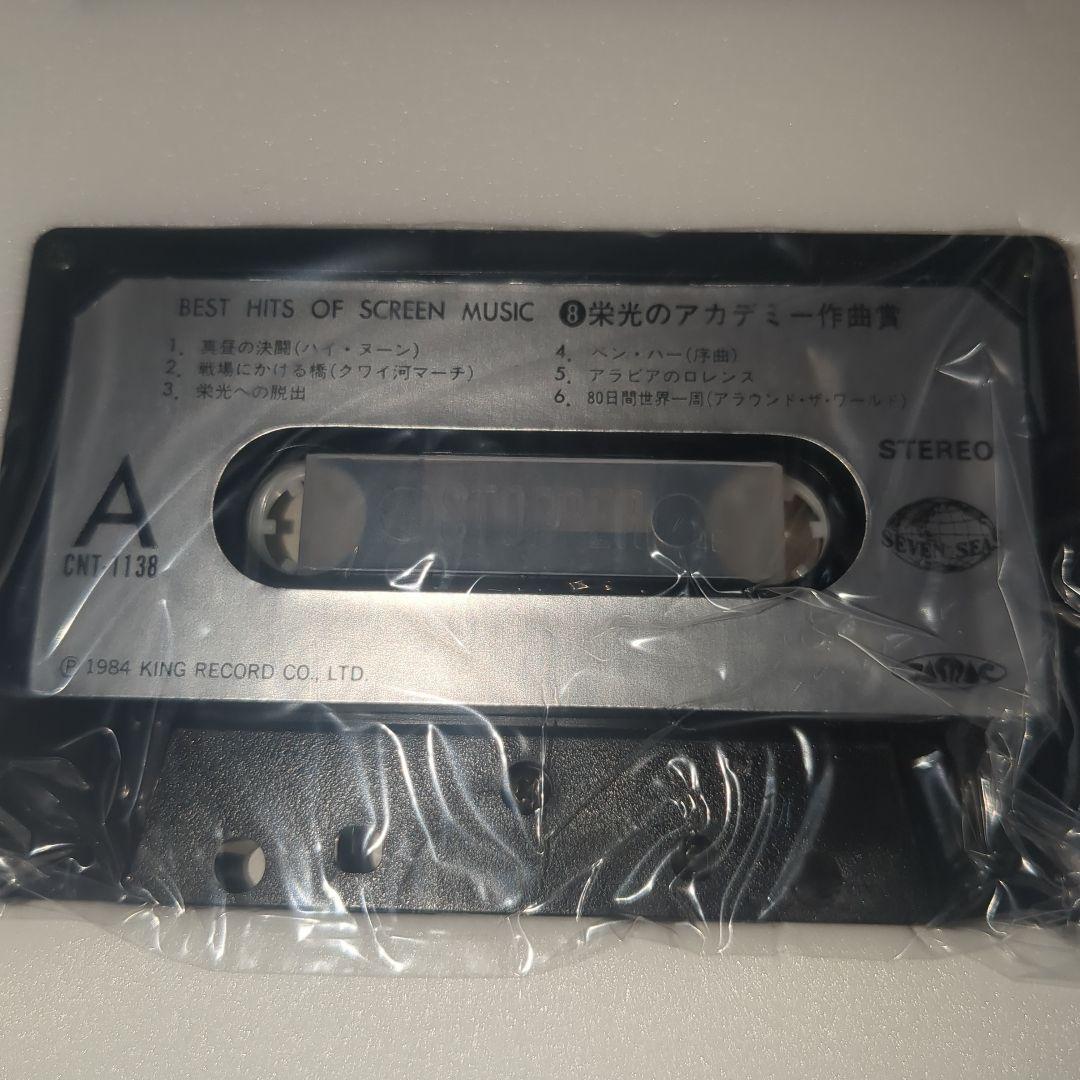 BEST HITS OF SCREEN MUSIC ❽栄光のアカデミー作曲賞
1. 真昼の決闘(ハイ・ヌーン)
2. 戦場にかける橋(クワイ河マーチ)
3. 栄光への脱出
4. ベン・ハー(序曲)
5. アラビアのロレンス
6. 80日間世界一周(アラウンド・ザ・ワールド)
STEREO
A
CNT-1138
SEVEN SEA
Ⓟ 1984 KING RECORD CO., LTD.